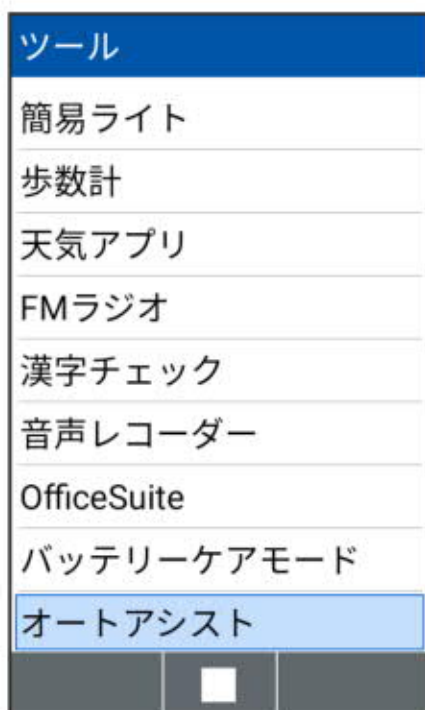 ツール
簡易ライト
歩数計
天気アプリ
FMラジオ
漢字チェック
音声レコーダー
OfficeSuite
バッテリーケアモード
オートアシスト